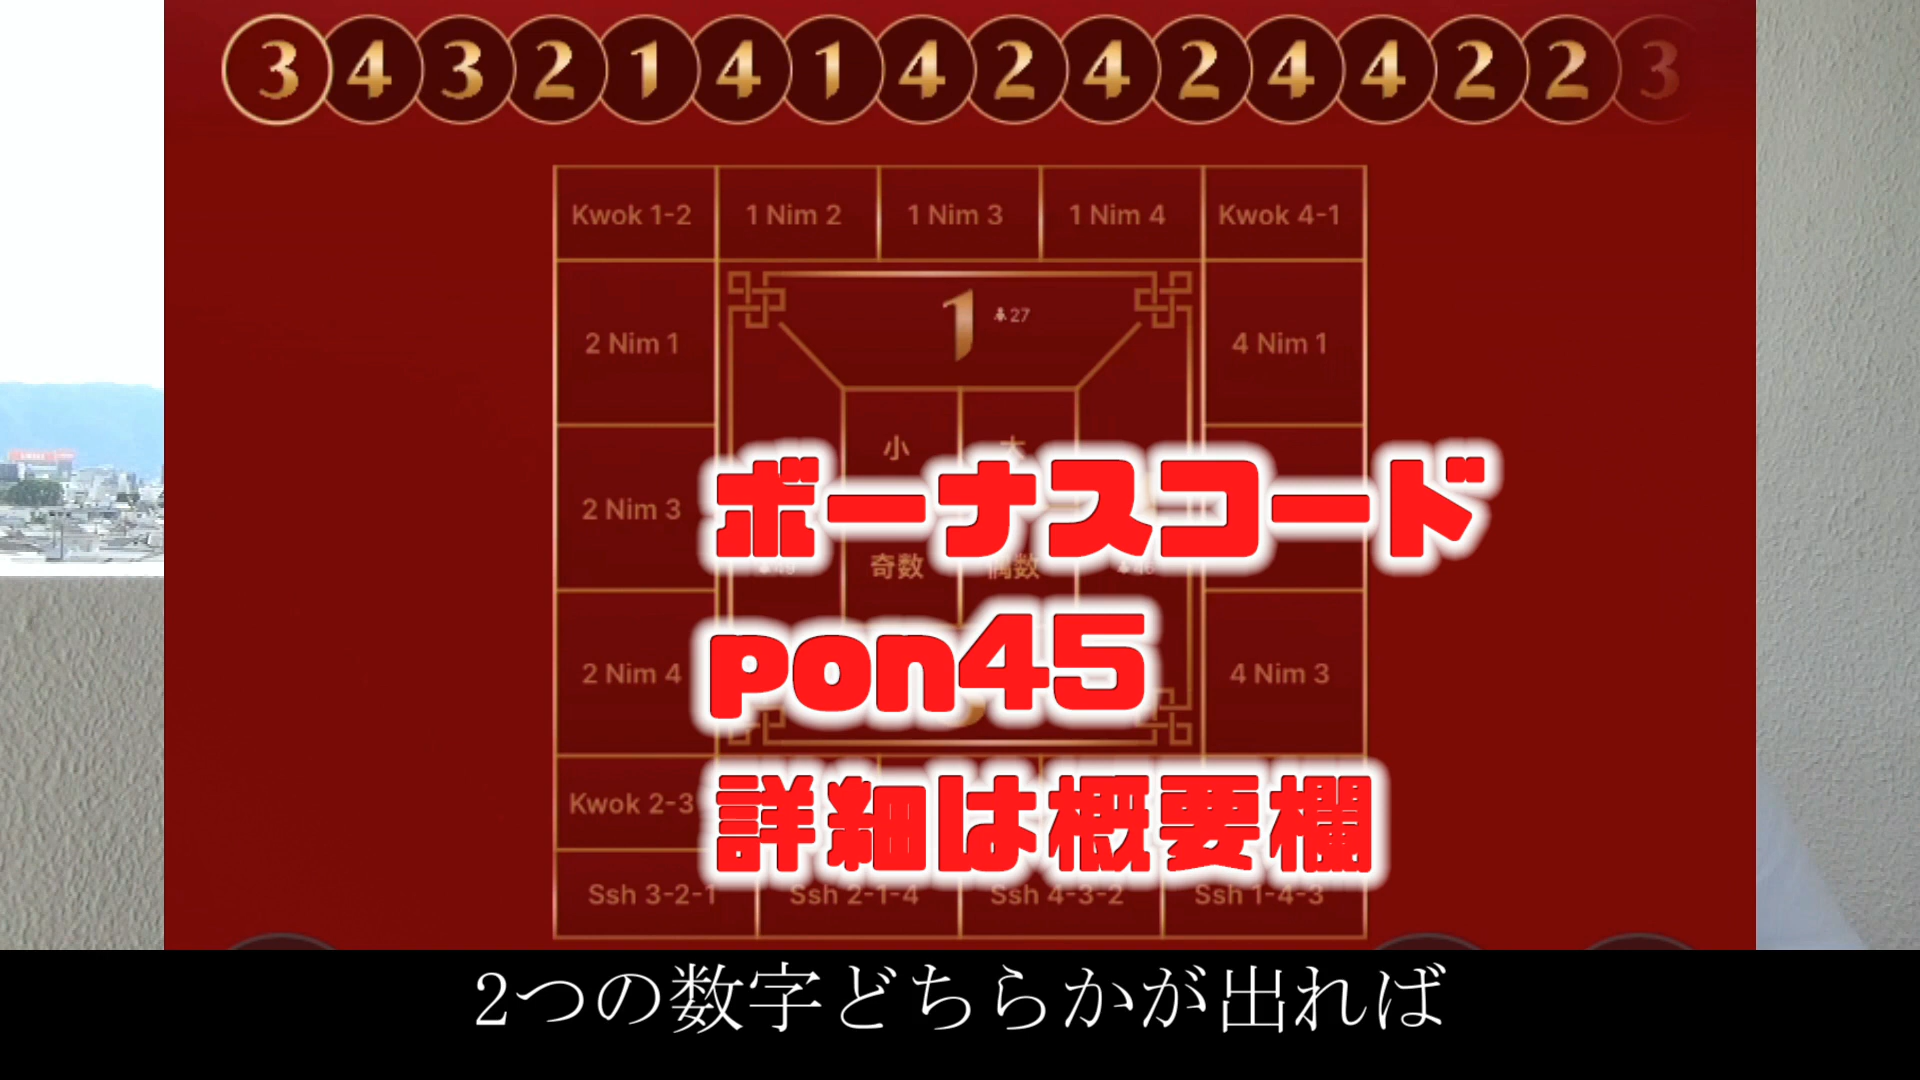 3 4 3 2 1 4 1 4 2 4 2 4 4 2 2 3
Kwok 1-2 1 Nim 2 1 Nim 3 1 Nim 4 Kwok 4-1
1 27
2 Nim 1 4 Nim 1
小 大
ボーナスコード
2 Nim 3
奇数 偶数
pon45
2 Nim 4 4 Nim 3
Kwok 2-3
詳細は概要欄
Ssh 3-2-1 Ssh 2-1-4 Ssh 4-3-2 Ssh 1-4-3
2つの数字どちらかが出れば